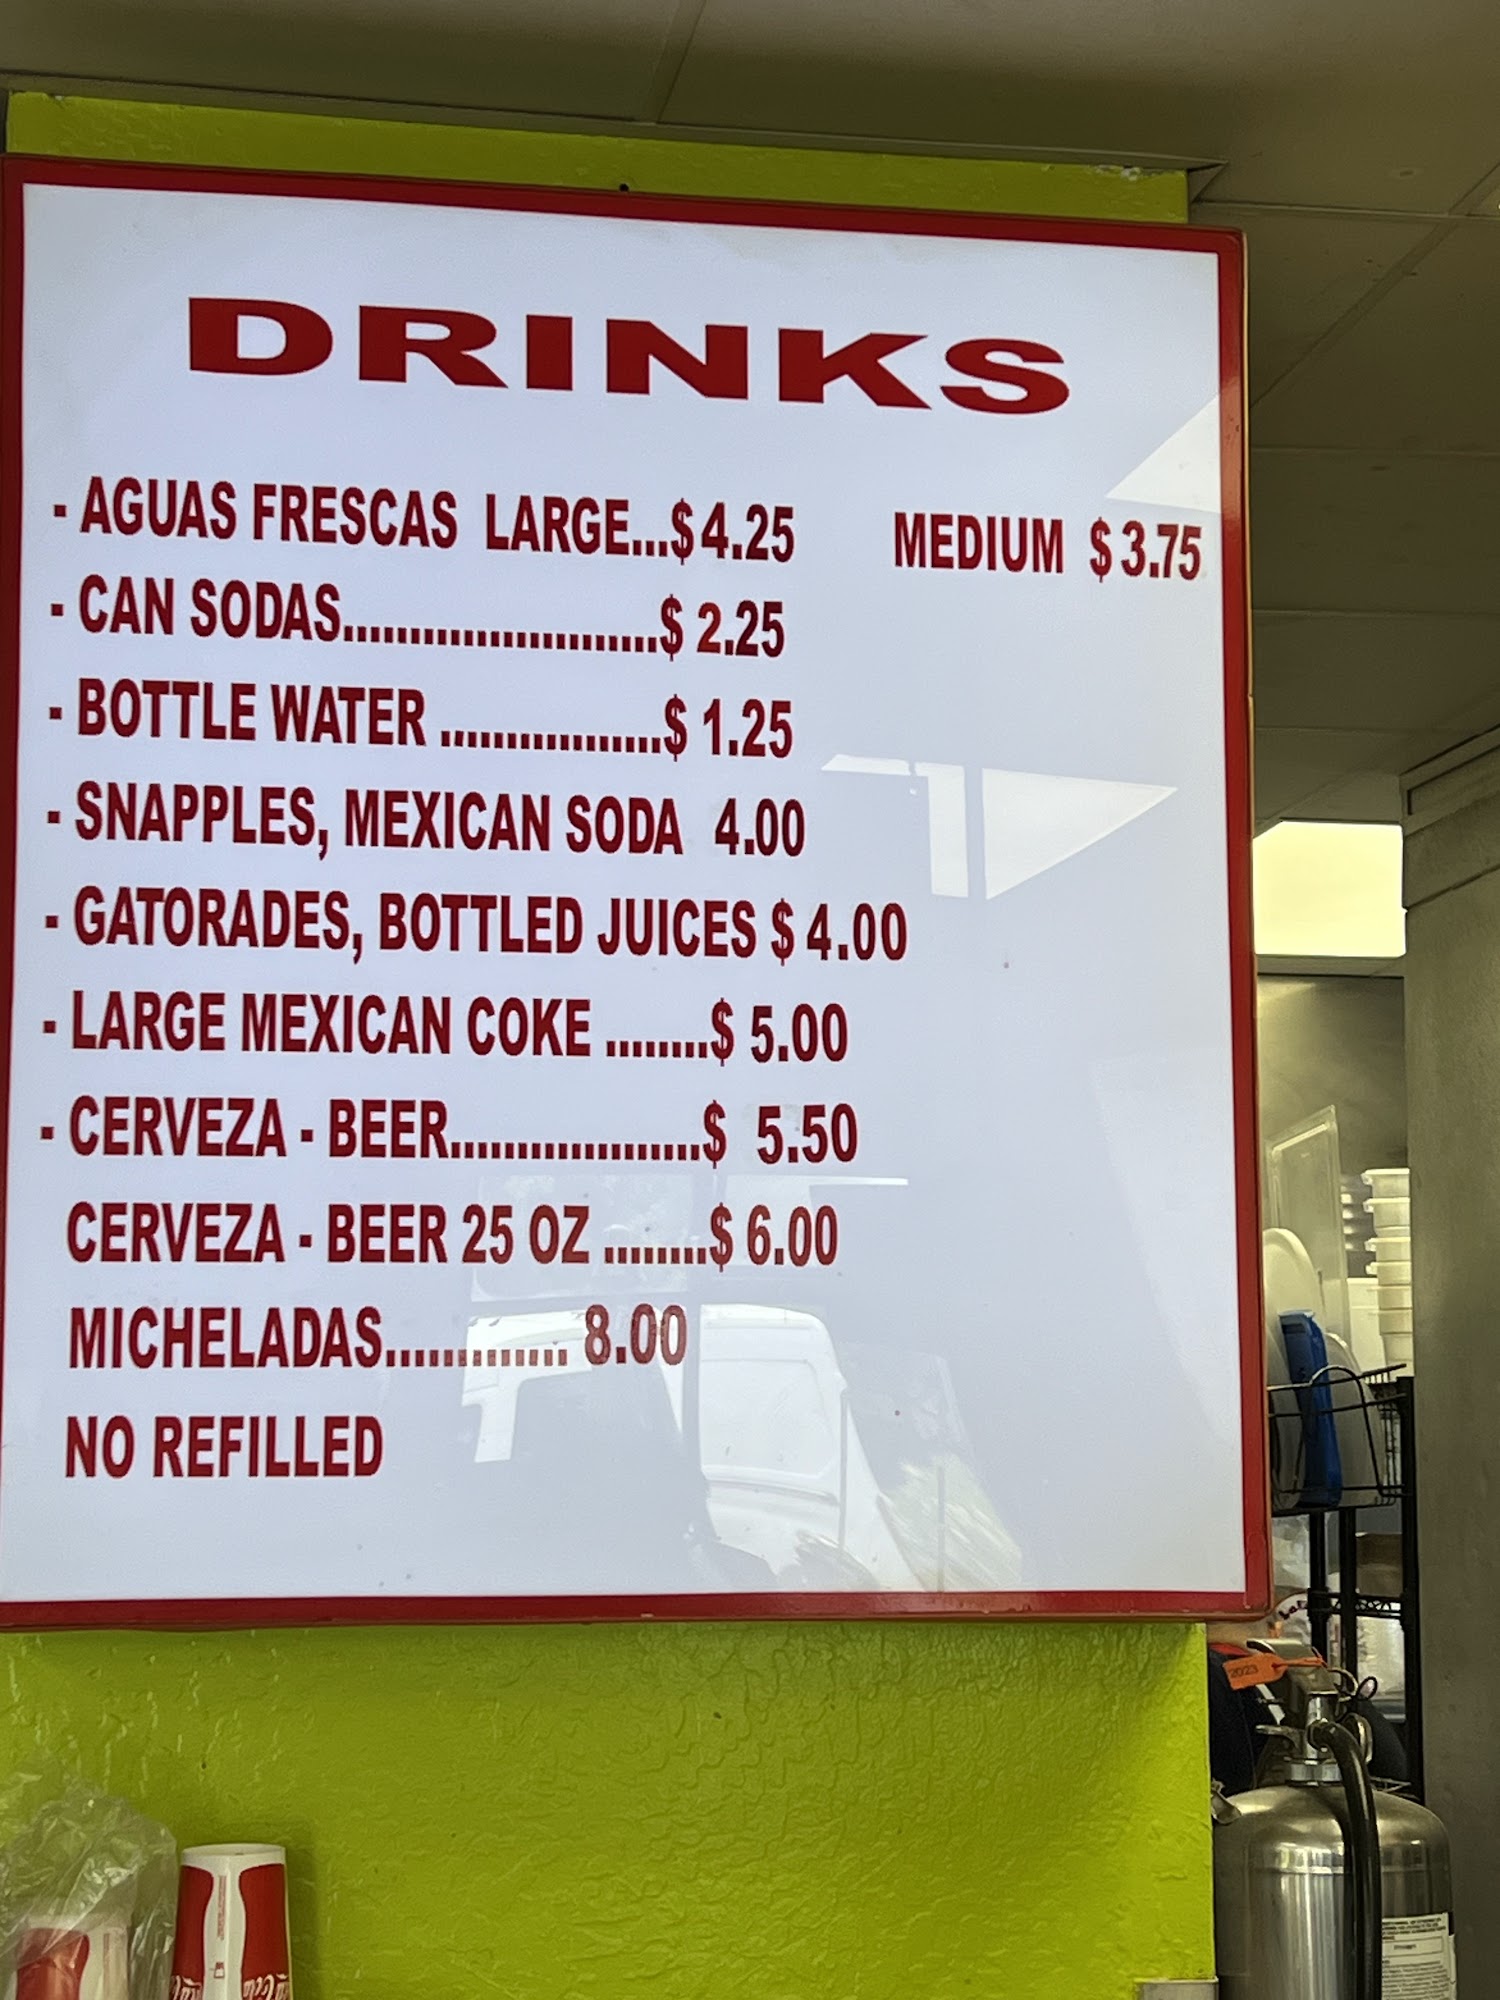 DRINKS
- AGUAS FRESCAS LARGE...$4.25 MEDIUM $3.75
- CAN SODAS........................$ 2.25
- BOTTLE WATER .................$ 1.25
- SNAPPLES, MEXICAN SODA 4.00
- GATORADES, BOTTLED JUICES $ 4.00
- LARGE MEXICAN COKE ........$ 5.00
- CERVEZA - BEER...................$ 5.50
CERVEZA - BEER 25 OZ ........$ 6.00
MICHELADAS.............. 8.00
NO REFILLED
2023